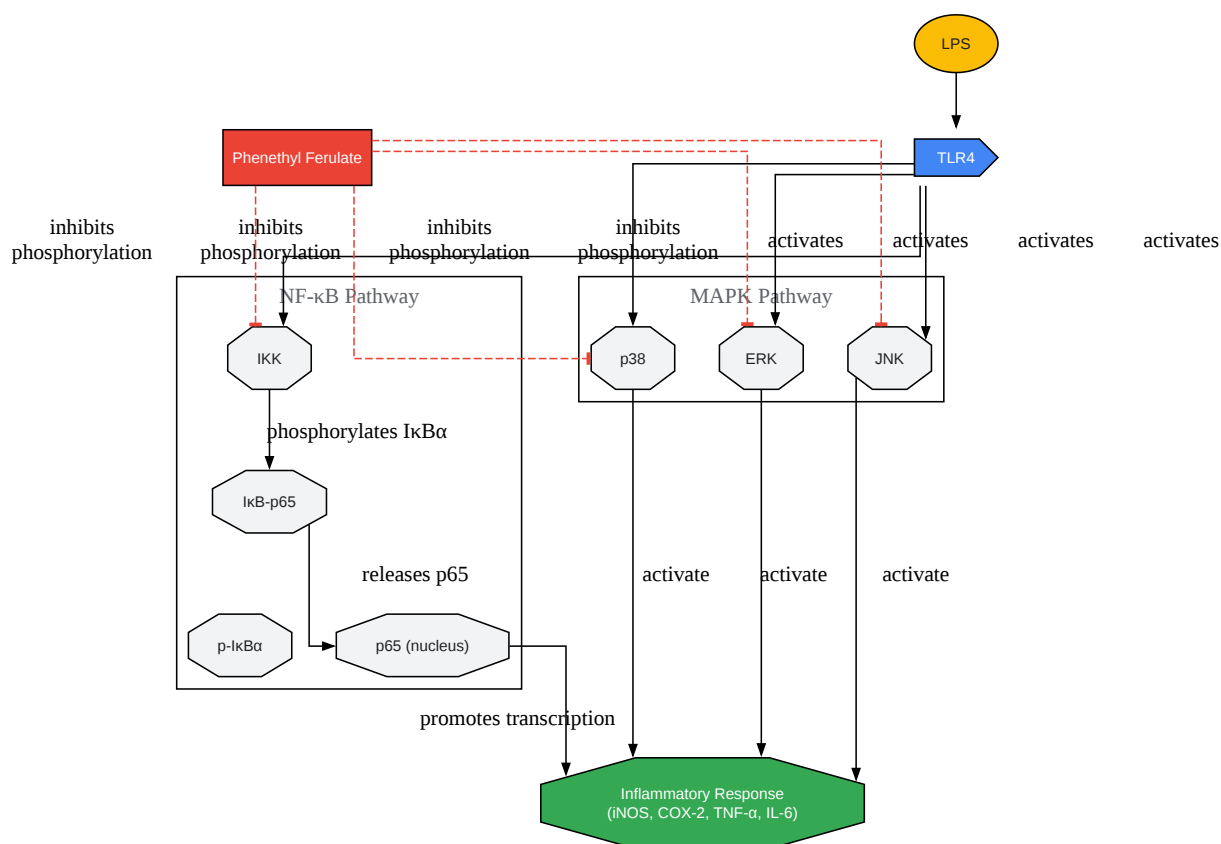 LPS
Phenethyl Ferulate
TLR4
inhibits
phosphorylation
inhibits
phosphorylation
inhibits
phosphorylation
inhibits
phosphorylation
activates
activates
activates
activates
NF-κB Pathway
MAPK Pathway
IKK
p38
ERK
JNK
phosphorylates IκBα
IκB-p65
releases p65
activate
activate
activate
p-IκBα
p65 (nucleus)
promotes transcription
Inflammatory Response
(iNOS, COX-2, TNF-α, IL-6)